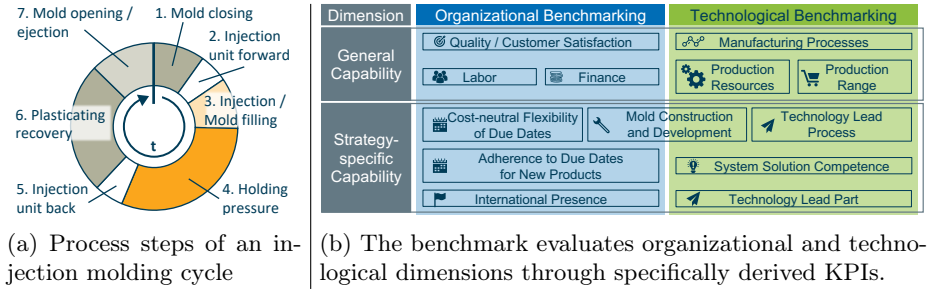 7. Mold opening /
ejection
1. Mold closing
2. Injection
unit forward
3. Injection /
Mold filling
6. Plasticating
recovery
t
5. Injection
unit back
4. Holding
pressure
(a) Process steps of an in-
jection molding cycle
Dimension
Organizational Benchmarking
Technological Benchmarking
General
Capability
Quality / Customer Satisfaction
Manufacturing Processes
Labor
Finance
Production
Resources
Production
Range
Strategy-
specific
Capability
Cost-neutral Flexibility
of Due Dates
Mold Construction
and Development
Technology Lead
Process
Adherence to Due Dates
for New Products
System Solution Competence
International Presence
Technology Lead Part
(b) The benchmark evaluates organizational and techno-
logical dimensions through specifically derived KPIs.